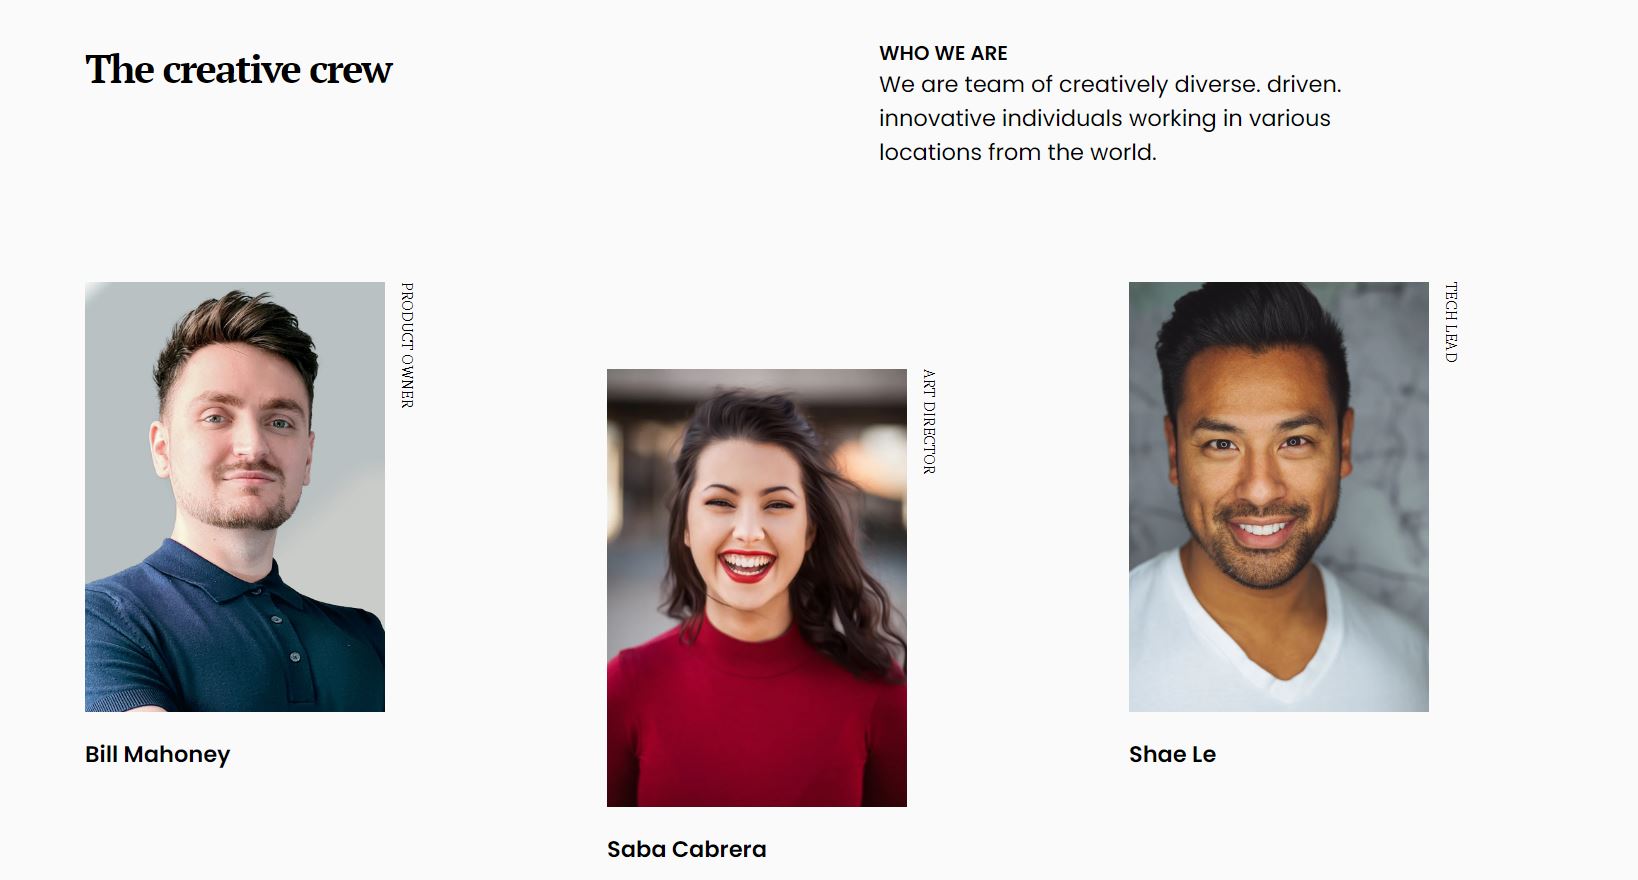 The creative crew
WHO WE ARE
We are team of creatively diverse. driven.
innovative individuals working in various
locations from the world.
PRODUCT OWNER
Bill Mahoney
ART DIRECTOR
Saba Cabrera
TECH LEAD
Shae Le